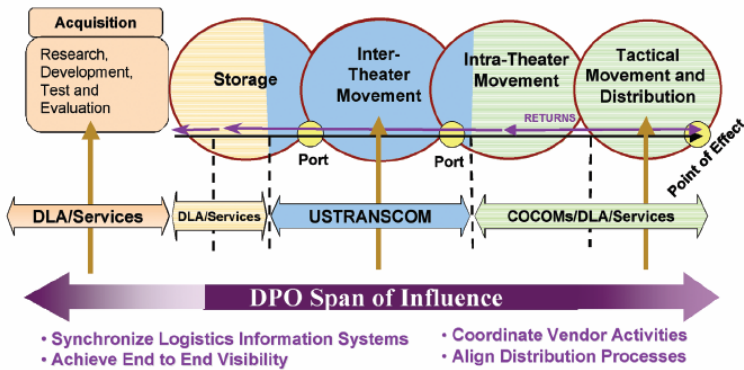 Acquisition
Research,
Development,
Test and
Evaluation
Storage
Inter-
Theater
Movement
Intra-Theater
Movement
Tactical
Movement and
Distribution
RETURNS
Port
Port
Point of Effect
DLA/Services
DLA/Services
USTRANSCOM
COCOMs/DLA/Services
DPO Span of Influence
• Synchronize Logistics Information Systems
• Achieve End to End Visibility
• Coordinate Vendor Activities
• Align Distribution Processes